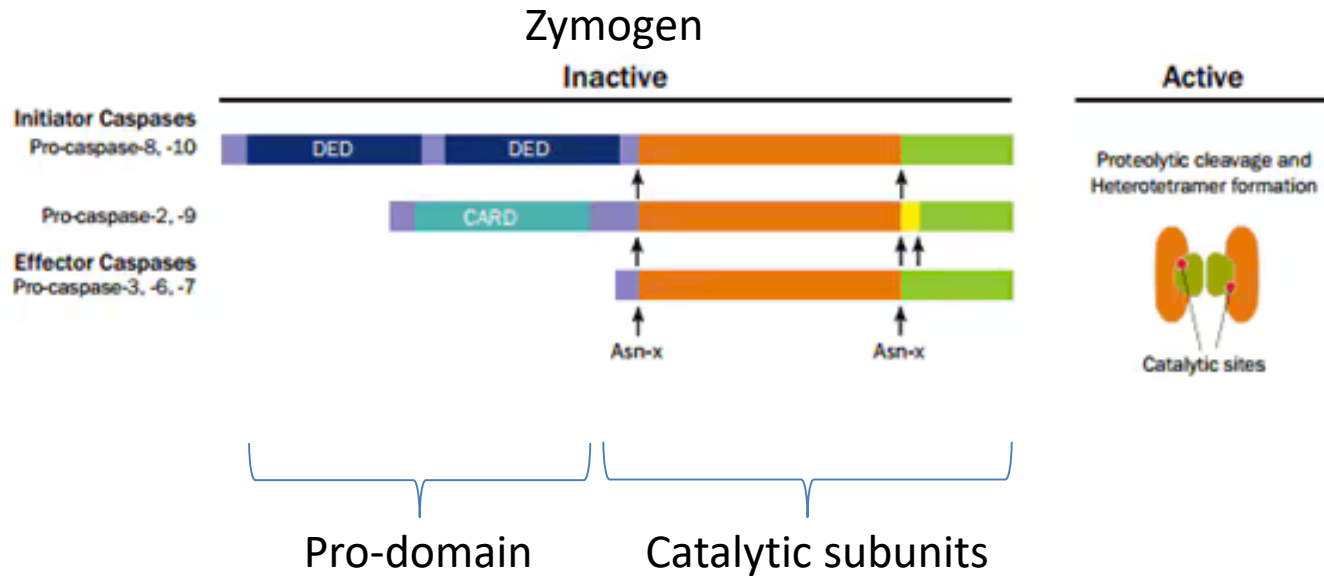 Zymogen
Inactive
Active
Initiator Caspases
Pro-caspase-8, -10
DED
DED
Proteolytic cleavage and
Heterotetramer formation
Pro-caspase-2, -9
CARD
Effector Caspases
Pro-caspase-3, -6, -7
Asn-x
Asn-x
Catalytic sites
Pro-domain
Catalytic subunits